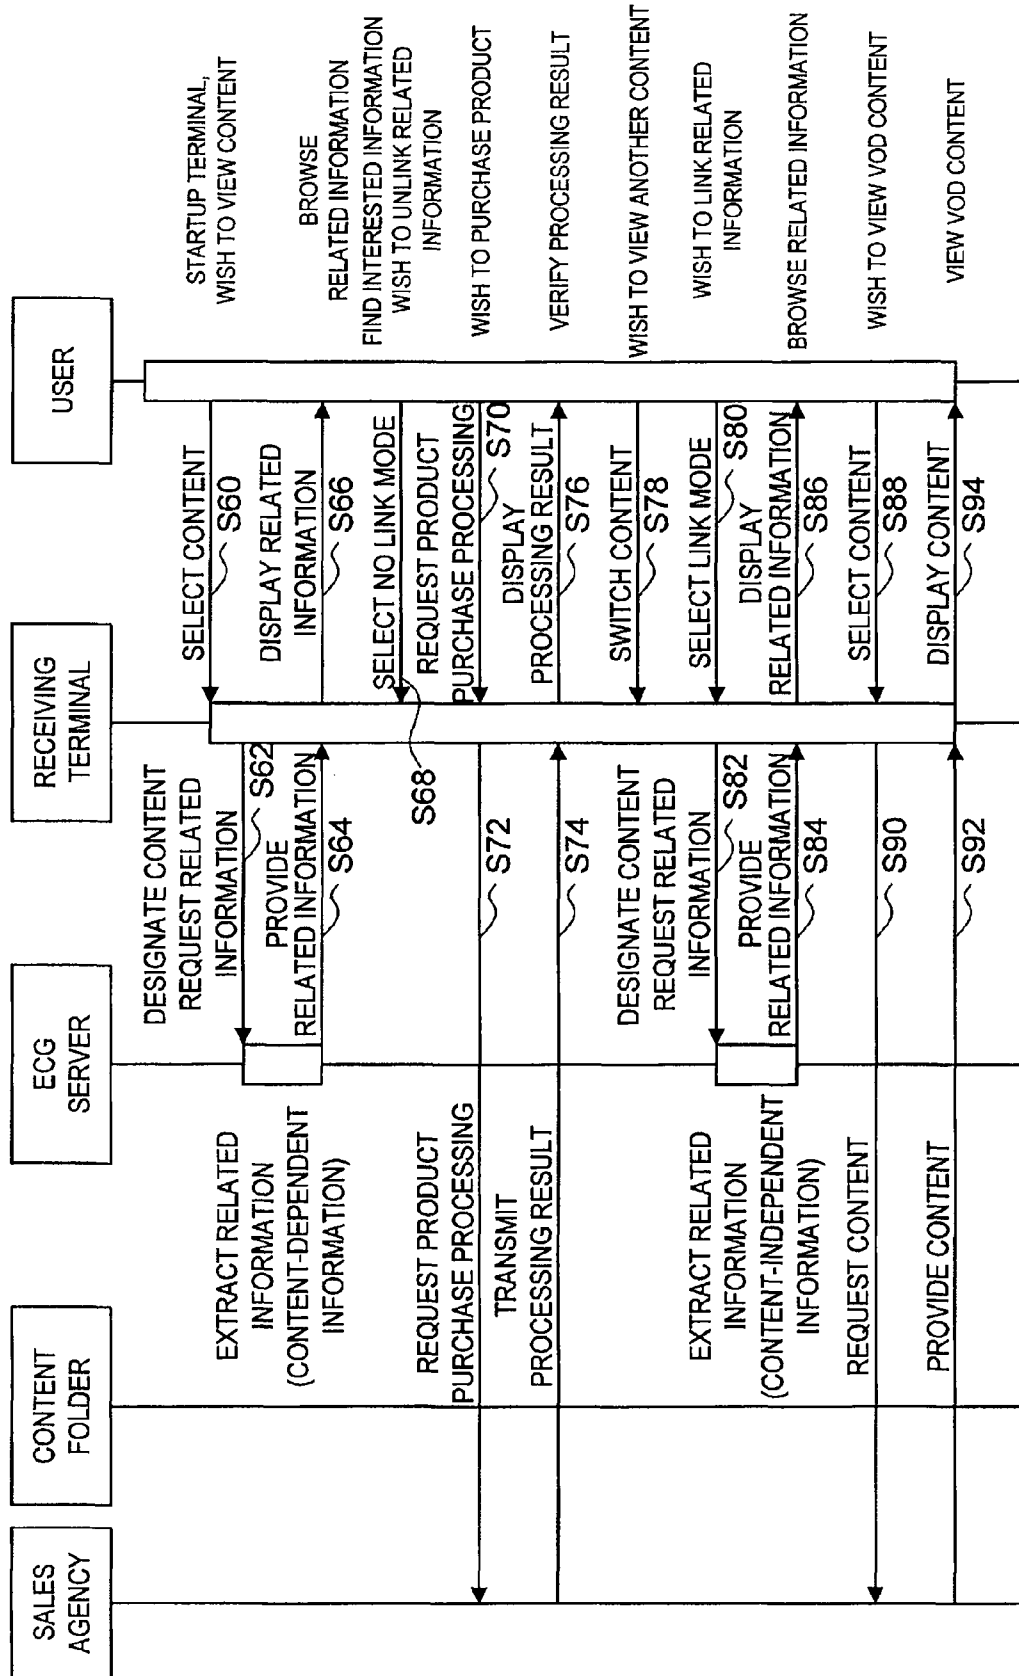 SALES
AGENCY
CONTENT
FOLDER
ECG
SERVER
RECEIVING
TERMINAL
USER
STARTUP TERMINAL,
WISH TO VIEW CONTENT
SELECT CONTENT
S60
DESIGNATE CONTENT
REQUEST RELATED
INFORMATION
S62
EXTRACT RELATED
INFORMATION
(CONTENT-DEPENDENT
INFORMATION)
PROVIDE
RELATED INFORMATION
S64
DISPLAY RELATED
INFORMATION
S66
BROWSE
RELATED INFORMATION
FIND INTERESTED INFORMATION
WISH TO UNLINK RELATED
INFORMATION
SELECT NO LINK MODE
S68
WISH TO PURCHASE PRODUCT
REQUEST PRODUCT
PURCHASE PROCESSING
S70
REQUEST PRODUCT
PURCHASE PROCESSING
S72
TRANSMIT
PROCESSING RESULT
S74
DISPLAY
PROCESSING RESULT
S76
VERIFY PROCESSING RESULT
WISH TO VIEW ANOTHER CONTENT
SWITCH CONTENT
S78
WISH TO LINK RELATED
INFORMATION
SELECT LINK MODE
S80
DESIGNATE CONTENT
REQUEST RELATED
INFORMATION
S82
EXTRACT RELATED
INFORMATION
(CONTENT-INDEPENDENT
INFORMATION)
PROVIDE
RELATED INFORMATION
S84
DISPLAY
RELATED INFORMATION
S86
BROWSE RELATED INFORMATION
WISH TO VIEW VOD CONTENT
SELECT CONTENT
S88
REQUEST CONTENT
S90
PROVIDE CONTENT
S92
DISPLAY CONTENT
S94
VIEW VOD CONTENT